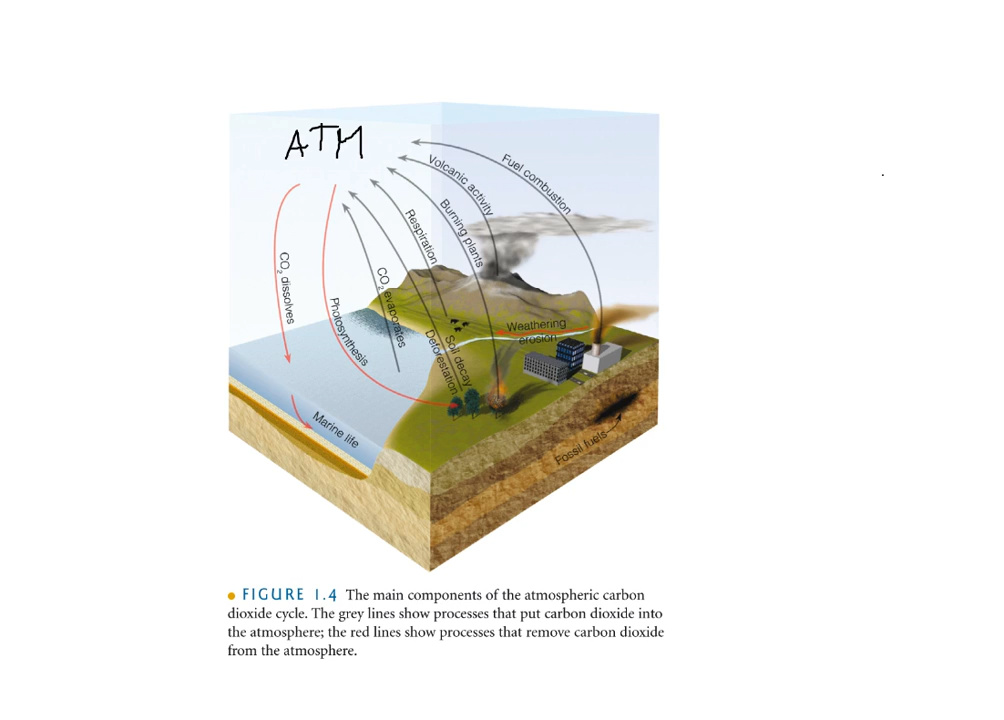 ATM
Fuel combustion
Volcanic activity
Burning plants
Respiration
CO2 evaporates
CO2 dissolves
Photosynthesis
Weathering
erosion
Soil decay
Deforestation
Marine life
Fossil fuels
• FIGURE 1.4 The main components of the atmospheric carbon
dioxide cycle. The grey lines show processes that put carbon dioxide into
the atmosphere; the red lines show processes that remove carbon dioxide
from the atmosphere.